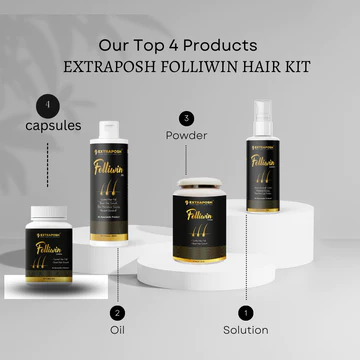 Our Top 4 Products
EXTRAPOSH FOLLIWIN HAIR KIT
4
capsules
3
Powder
EXTRAPOSH
Folliwin
EXTRAPOSH
Folliwin
EXTRAPOSH
Folliwin
EXTRAPOSH
Folliwin
2
Oil
1
Solution